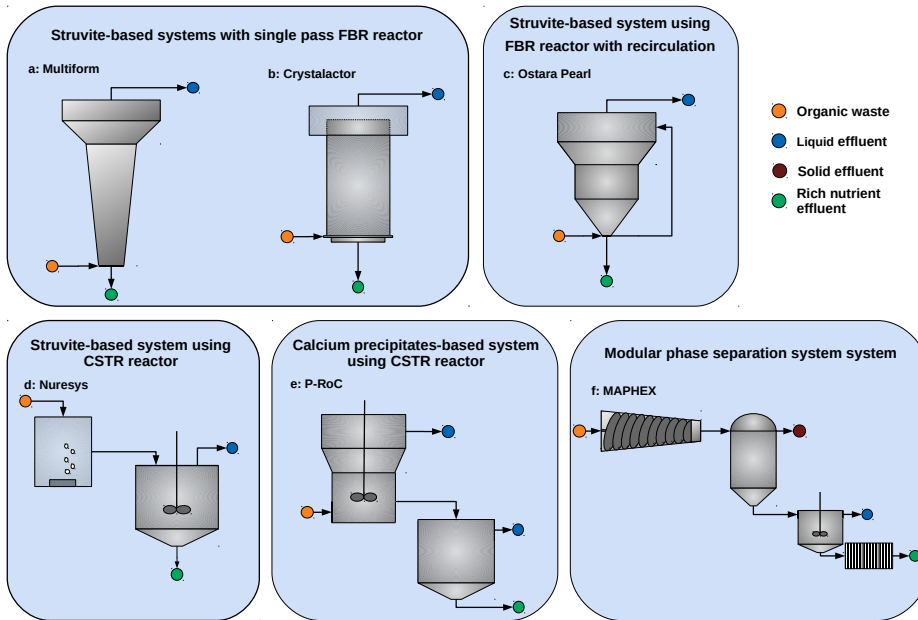 Struvite-based systems with single pass FBR reactor
a: Multiform
b: Crystalactor
Struvite-based system using
FBR reactor with recirculation
c: Ostara Pearl
Organic waste
Liquid effluent
Solid effluent
Rich nutrient
effluent
Struvite-based system using
CSTR reactor
d: Nuresys
Calcium precipitates-based system
using CSTR reactor
e: P-RoC
Modular phase separation system system
f: MAPHEX